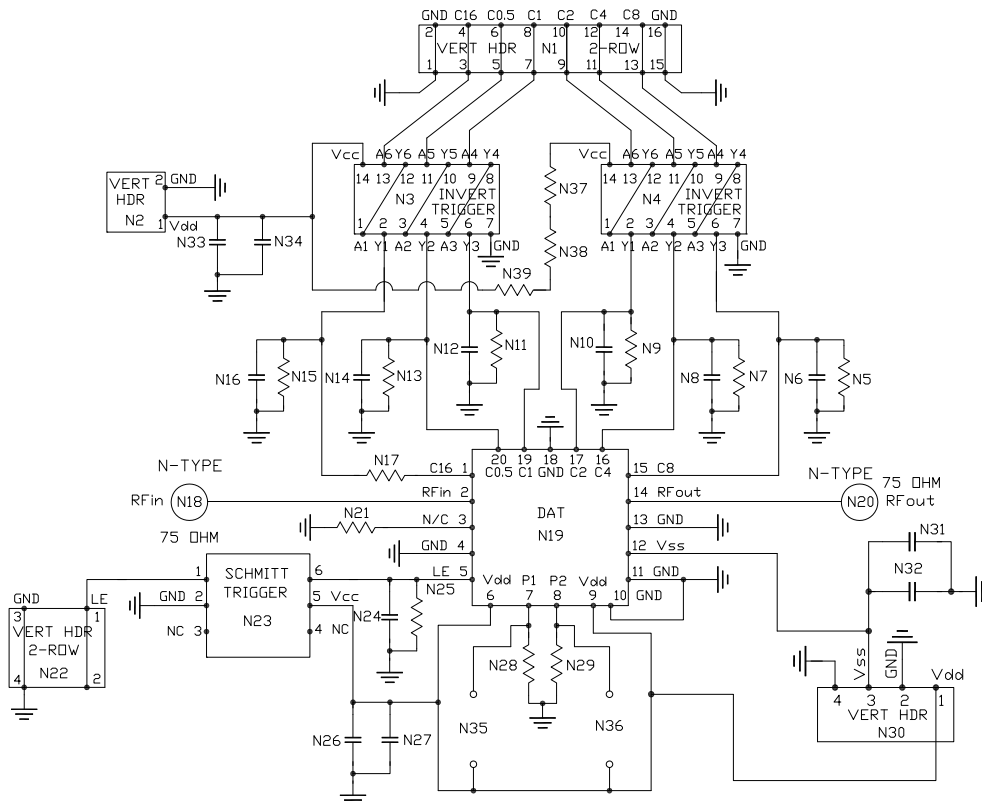 GND C16 C0.5 C1 C2 C4 C8 GND
2 4 6 8 10 12 14 16
VERT HDR N1 2-ROW
1 3 5 7 9 11 13 15
Vcc A6 Y6 A5 Y5 A4 Y4
14 13 12 11 10 9 8
N3 INVERT TRIGGER
1 2 3 4 5 6 7
A1 Y1 A2 Y2 A3 Y3 GND
Vcc A6 Y6 A5 Y5 A4 Y4
14 13 12 11 10 9 8
N4 INVERT TRIGGER
1 2 3 4 5 6 7
A1 Y1 A2 Y2 A3 Y3 GND
VERT HDR N2
2 GND
1 Vdd
N33 N34
N37
N38
N39
N16 N15 N14 N13 N12 N11 N10 N9 N8 N7 N6 N5
N17
20 19 18 17 16
C0.5 C1 GND C2 C4
C16 1
RFin 2
N/C 3
GND 4
LE 5
15 C8
14 RFout
13 GND
12 Vss
11 GND
DAT
N19
Vdd P1 P2 Vdd GND
6 7 8 9 10
N-TYPE
RFin N18
75 OHM
N-TYPE
75 OHM
N20 RFout
N21
SCHMITT
TRIGGER
N23
1
GND 2
NC 3
6
5 Vcc
4 NC
GND LE
3 1
VERT HDR
2-ROW
N22
4 2
N24 N25
N26 N27
N28 N29
N35 N36
N31
N32
Vss GND Vdd
4 3 2 1
VERT HDR
N30